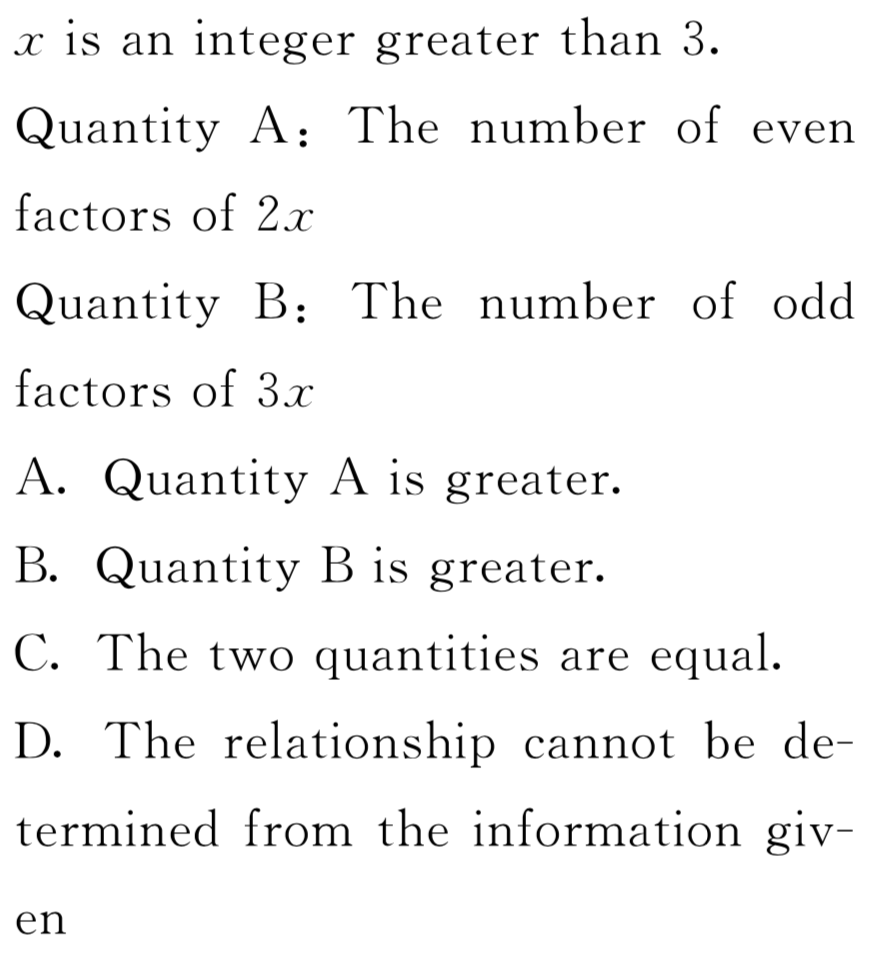 x is an integer greater than 3.
Quantity A: The number of even
factors of 2x
Quantity B: The number of odd
factors of 3x
A. Quantity A is greater.
B. Quantity B is greater.
C. The two quantities are equal.
D. The relationship cannot be de-
termined from the information giv-
en